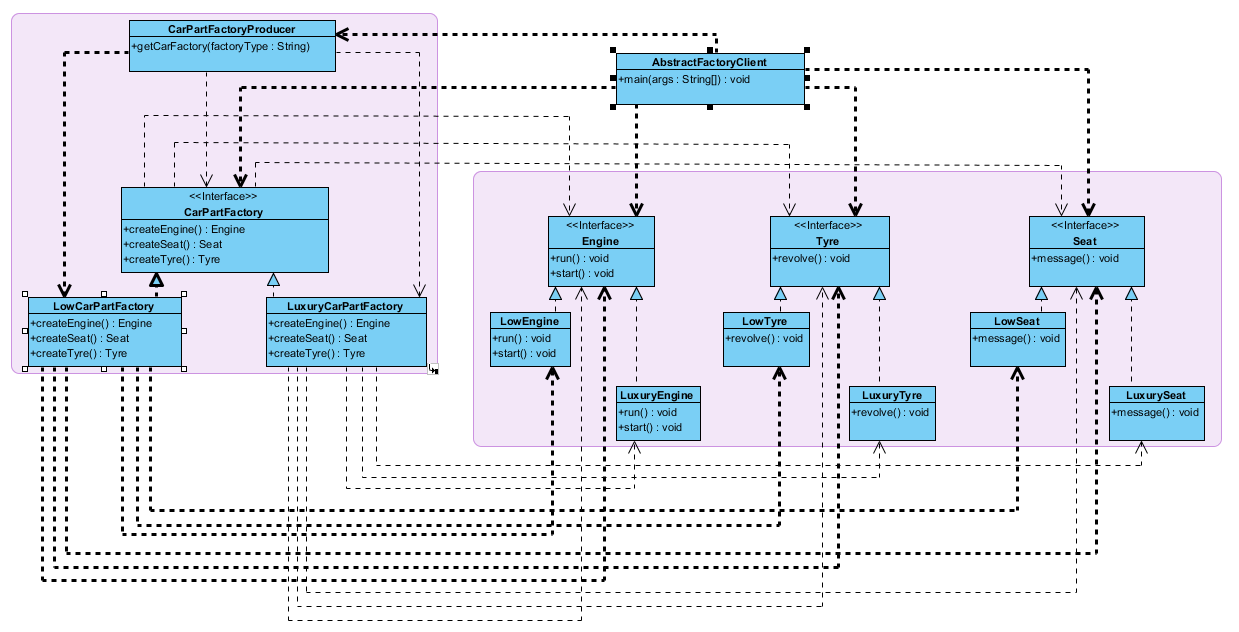 CarPartFactoryProducer
+getCarFactory(factoryType : String)
AbstractFactoryClient
+main(args : String[]) : void
<<Interface>>
CarPartFactory
+createEngine() : Engine
+createSeat() : Seat
+createTyre() : Tyre
<<Interface>>
Engine
+run() : void
+start() : void
<<Interface>>
Tyre
+revolve() : void
<<Interface>>
Seat
+message() : void
LowCarPartFactory
+createEngine() : Engine
+createSeat() : Seat
+createTyre() : Tyre
LuxuryCarPartFactory
+createEngine() : Engine
+createSeat() : Seat
+createTyre() : Tyre
LowEngine
+run() : void
+start() : void
LowTyre
+revolve() : void
LowSeat
+message() : void
LuxuryEngine
+run() : void
+start() : void
LuxuryTyre
+revolve() : void
LuxurySeat
+message() : void